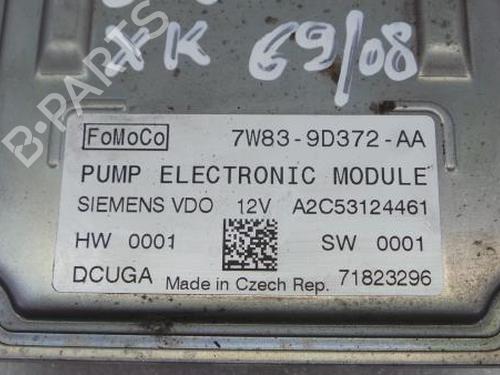 XK 69/08
FoMoCo 7W83-9D372-AA
PUMP ELECTRONIC MODULE
SIEMENS VDO 12V A2C53124461
HW 0001 SW 0001
DCUGA Made in Czech Rep. 71823296
B-PARTS